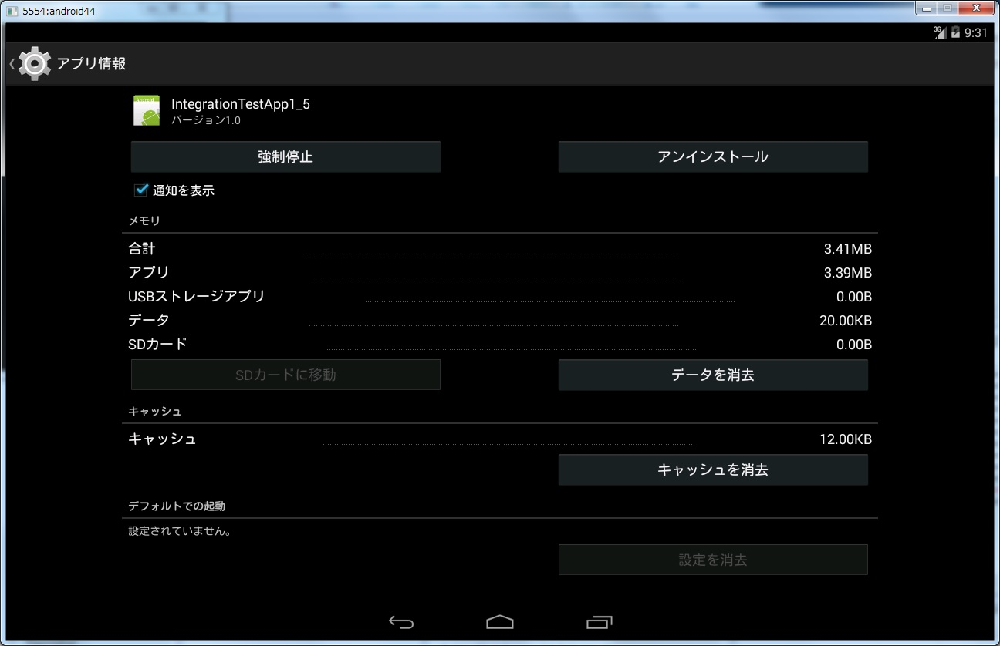 5554:android44
3G 9:31
アプリ情報
android
IntegrationTestApp1_5
バージョン1.0
強制停止 アンインストール
通知を表示
メモリ
合計 3.41MB
アプリ 3.39MB
USBストレージアプリ 0.00B
データ 20.00KB
SDカード 0.00B
SDカードに移動 データを消去
キャッシュ
キャッシュ 12.00KB
キャッシュを消去
デフォルトでの起動
設定されていません。
設定を消去